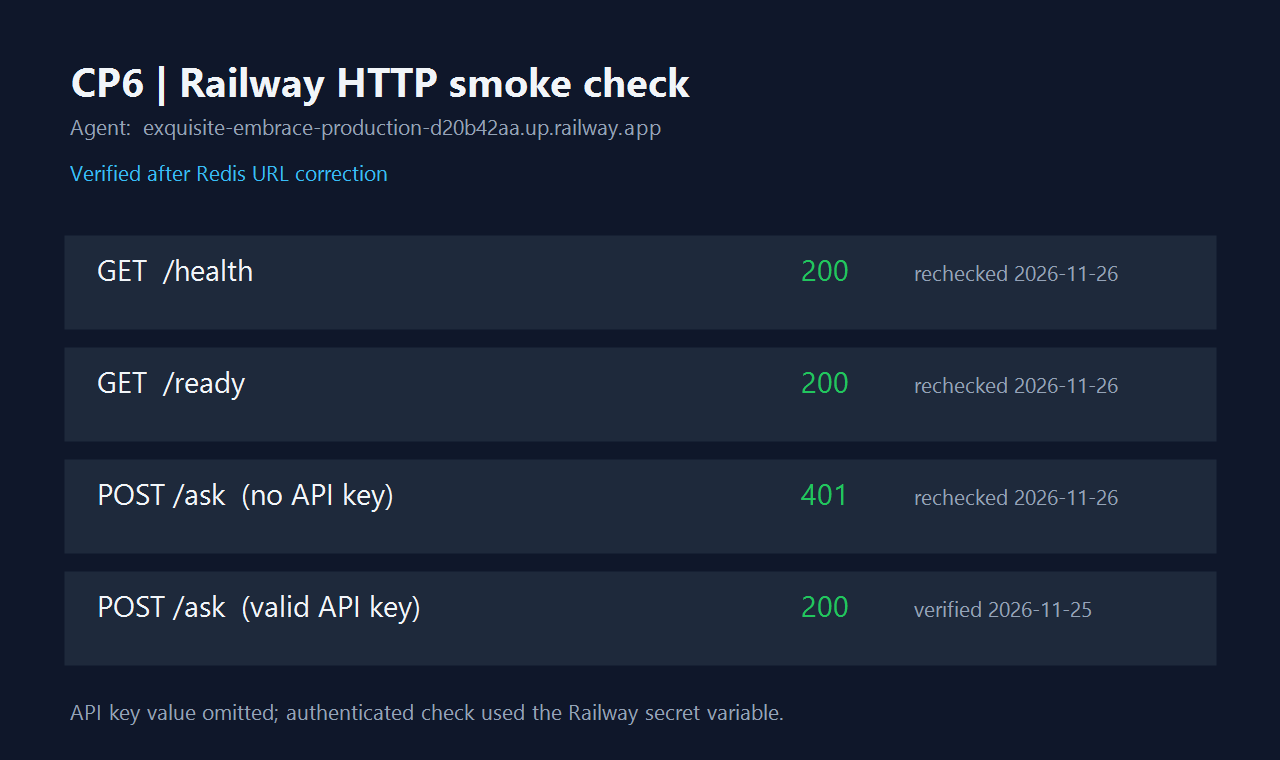 CP6 | Railway HTTP smoke check
Agent: exquisite-embrace-production-d20b42aa.up.railway.app
Verified after Redis URL correction
GET /health 200 rechecked 2026-11-26
GET /ready 200 rechecked 2026-11-26
POST /ask (no API key) 401 rechecked 2026-11-26
POST /ask (valid API key) 200 verified 2026-11-25
API key value omitted; authenticated check used the Railway secret variable.